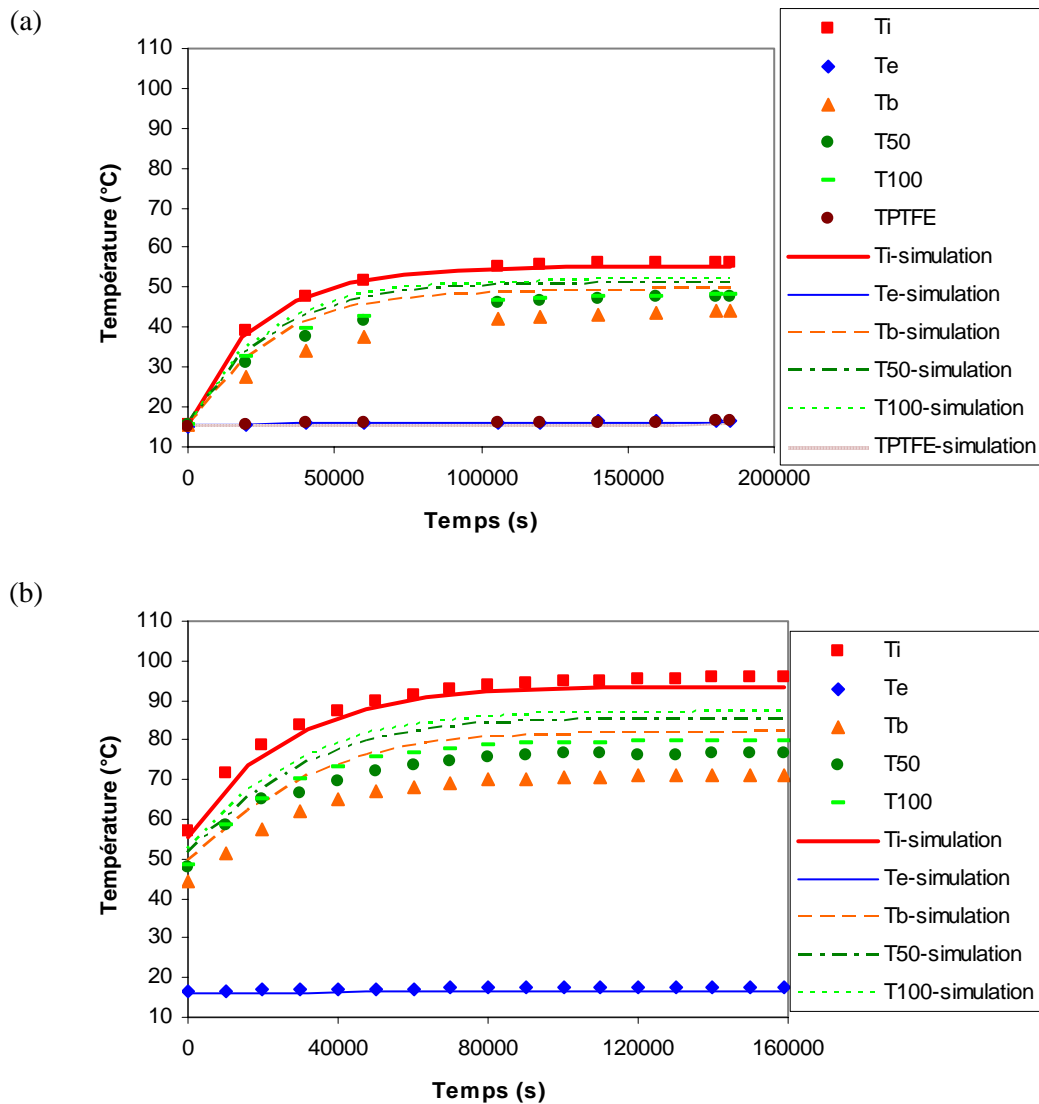 (a)
110
100
90
80
70
60
50
40
30
20
10
Température (°C)
0
50000
100000
150000
200000
Temps (s)
Ti
Te
Tb
T50
T100
TPTFE
Ti-simulation
Te-simulation
Tb-simulation
T50-simulation
T100-simulation
TPTFE-simulation
(b)
110
100
90
80
70
60
50
40
30
20
10
Température (°C)
0
40000
80000
120000
160000
Temps (s)
Ti
Te
Tb
T50
T100
Ti-simulation
Te-simulation
Tb-simulation
T50-simulation
T100-simulation